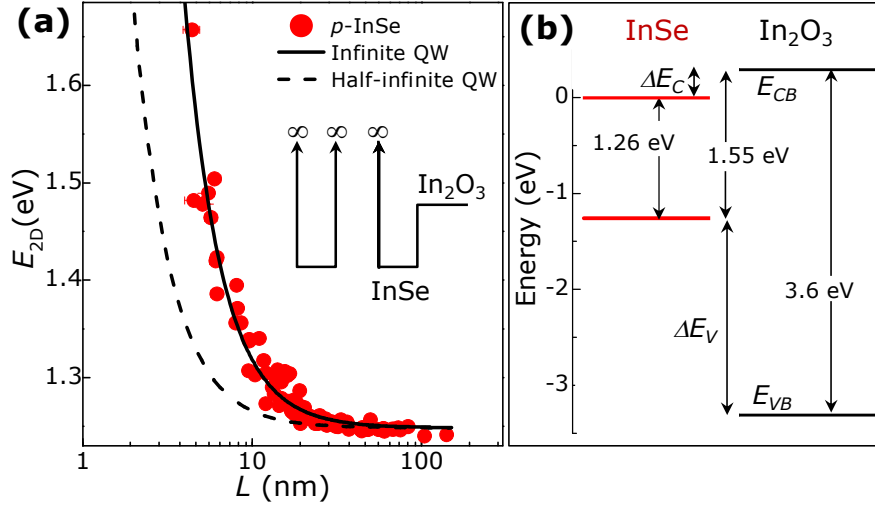 (a)
p-InSe
Infinite QW
Half-infinite QW
∞ ∞ ∞
In2O3
InSe
E2D(eV)
1.6
1.5
1.4
1.3
1 10 100
L (nm)
(b)
InSe In2O3
ΔEC
ECB
1.26 eV
1.55 eV
3.6 eV
ΔEV
EVB
Energy (eV)
0
-1
-2
-3